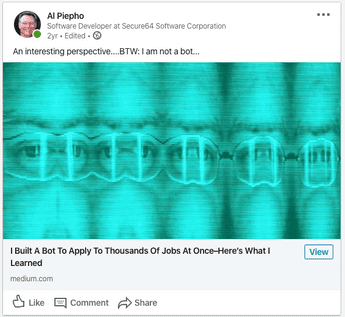 Al Piepho
Software Developer at Secure64 Software Corporation
2yr • Edited •
An interesting perspective....BTW: I am not a bot...
I Built A Bot To Apply To Thousands Of Jobs At Once–Here's What I
Learned
View
medium.com
Like Comment Share